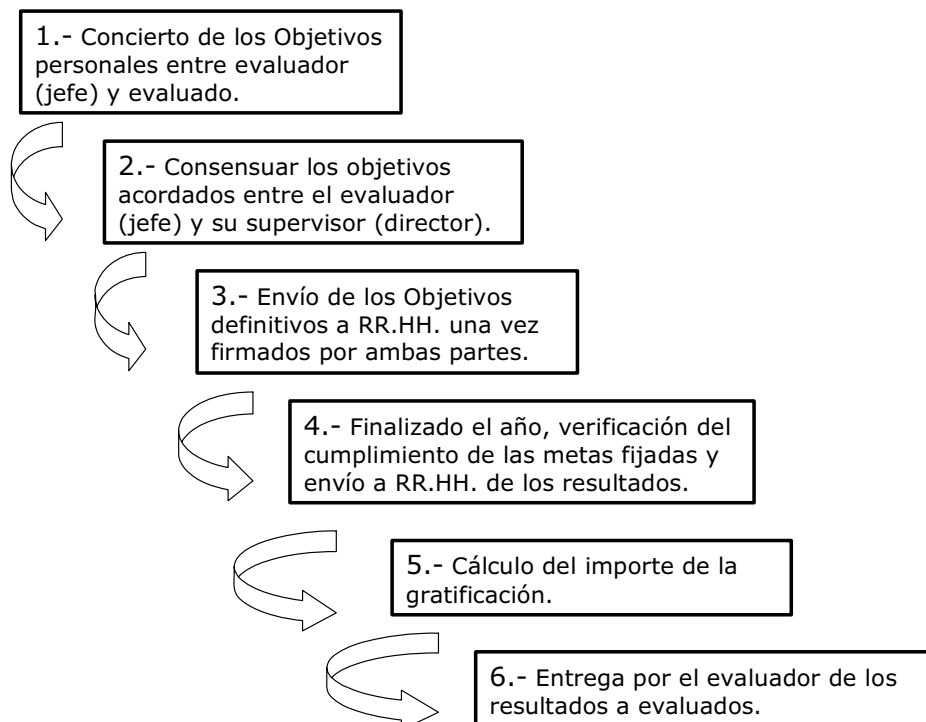 1.- Concierto de los Objetivos
personales entre evaluador
(jefe) y evaluado.
2.- Consensuar los objetivos
acordados entre el evaluador
(jefe) y su supervisor (director).
3.- Envío de los Objetivos
definitivos a RR.HH. una vez
firmados por ambas partes.
4.- Finalizado el año, verificación del
cumplimiento de las metas fijadas y
envío a RR.HH. de los resultados.
5.- Cálculo del importe de la
gratificación.
6.- Entrega por el evaluador de los
resultados a evaluados.